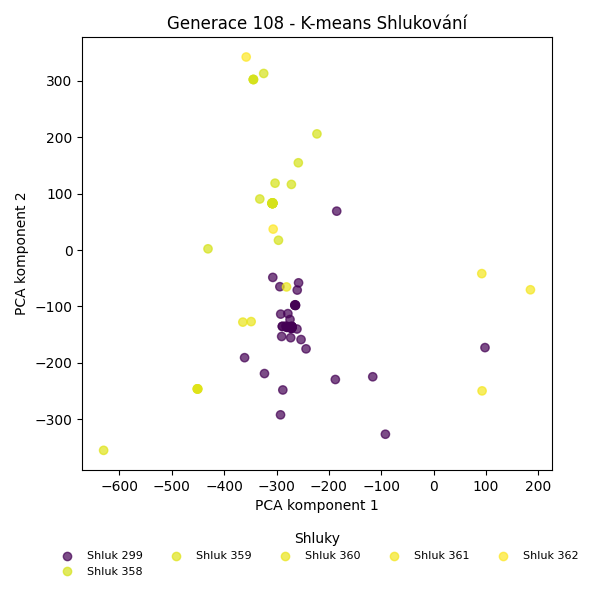 Generace 108 - K-means Shlukování
PCA komponent 2
300
200
100
0
−100
−200
−300
−600 −500 −400 −300 −200 −100 0 100 200
PCA komponent 1
Shluky
Shluk 299 Shluk 359 Shluk 360 Shluk 361 Shluk 362
Shluk 358